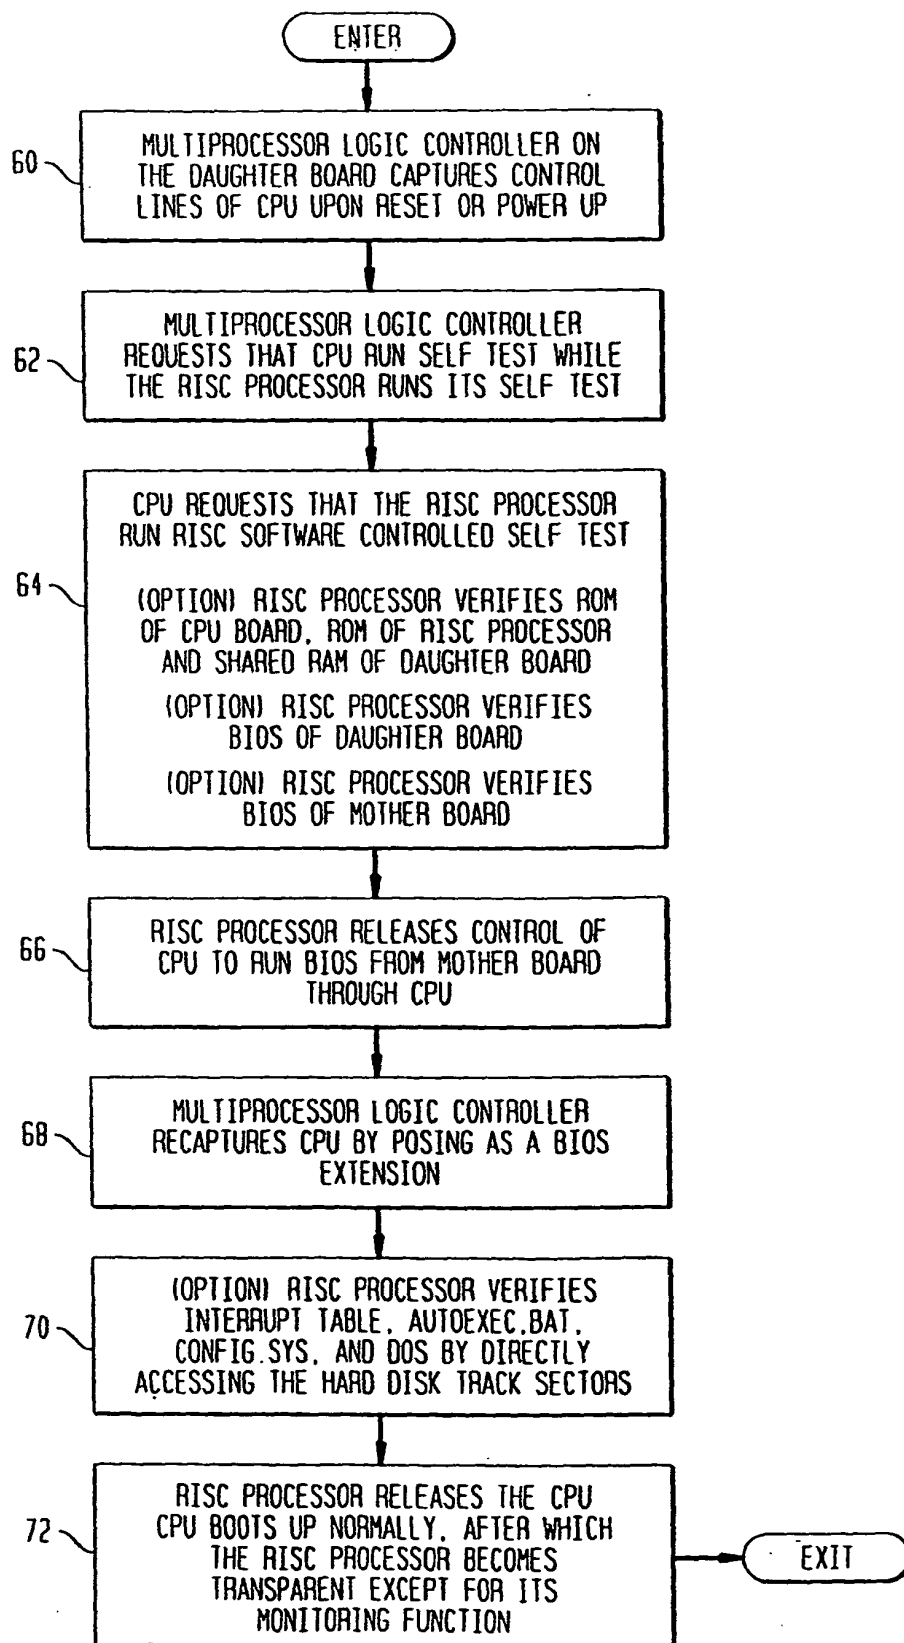 ENTER
60
MULTIPROCESSOR LOGIC CONTROLLER ON
THE DAUGHTER BOARD CAPTURES CONTROL
LINES OF CPU UPON RESET OR POWER UP
62
MULTIPROCESSOR LOGIC CONTROLLER
REQUESTS THAT CPU RUN SELF TEST WHILE
THE RISC PROCESSOR RUNS ITS SELF TEST
64
CPU REQUESTS THAT THE RISC PROCESSOR
RUN RISC SOFTWARE CONTROLLED SELF TEST
(OPTION) RISC PROCESSOR VERIFIES ROM
OF CPU BOARD, ROM OF RISC PROCESSOR
AND SHARED RAM OF DAUGHTER BOARD
(OPTION) RISC PROCESSOR VERIFIES
BIOS OF DAUGHTER BOARD
(OPTION) RISC PROCESSOR VERIFIES
BIOS OF MOTHER BOARD
66
RISC PROCESSOR RELEASES CONTROL OF
CPU TO RUN BIOS FROM MOTHER BOARD
THROUGH CPU
68
MULTIPROCESSOR LOGIC CONTROLLER
RECAPTURES CPU BY POSING AS A BIOS
EXTENSION
70
(OPTION) RISC PROCESSOR VERIFIES
INTERRUPT TABLE, AUTOEXEC.BAT,
CONFIG.SYS, AND DOS BY DIRECTLY
ACCESSING THE HARD DISK TRACK SECTORS
72
RISC PROCESSOR RELEASES THE CPU
CPU BOOTS UP NORMALLY, AFTER WHICH
THE RISC PROCESSOR BECOMES
TRANSPARENT EXCEPT FOR ITS
MONITORING FUNCTION
EXIT